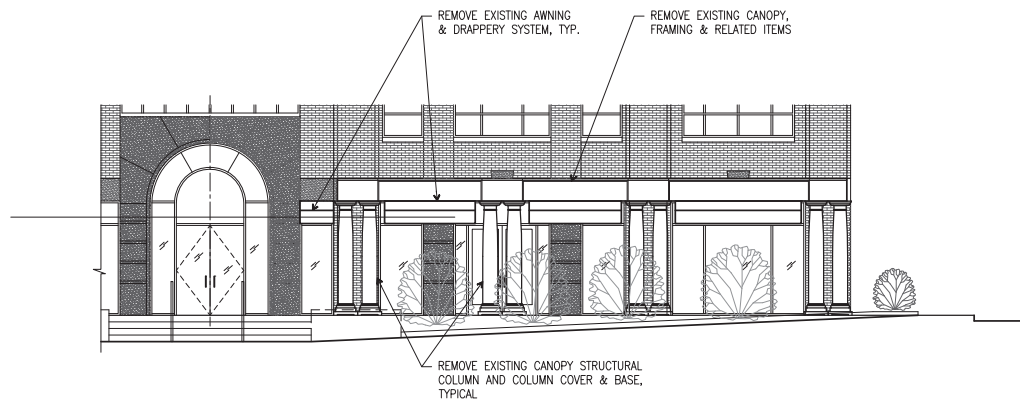 REMOVE EXISTING AWNING
& DRAPPERY SYSTEM, TYP.
REMOVE EXISTING CANOPY,
FRAMING & RELATED ITEMS
REMOVE EXISTING CANOPY STRUCTURAL
COLUMN AND COLUMN COVER & BASE,
TYPICAL